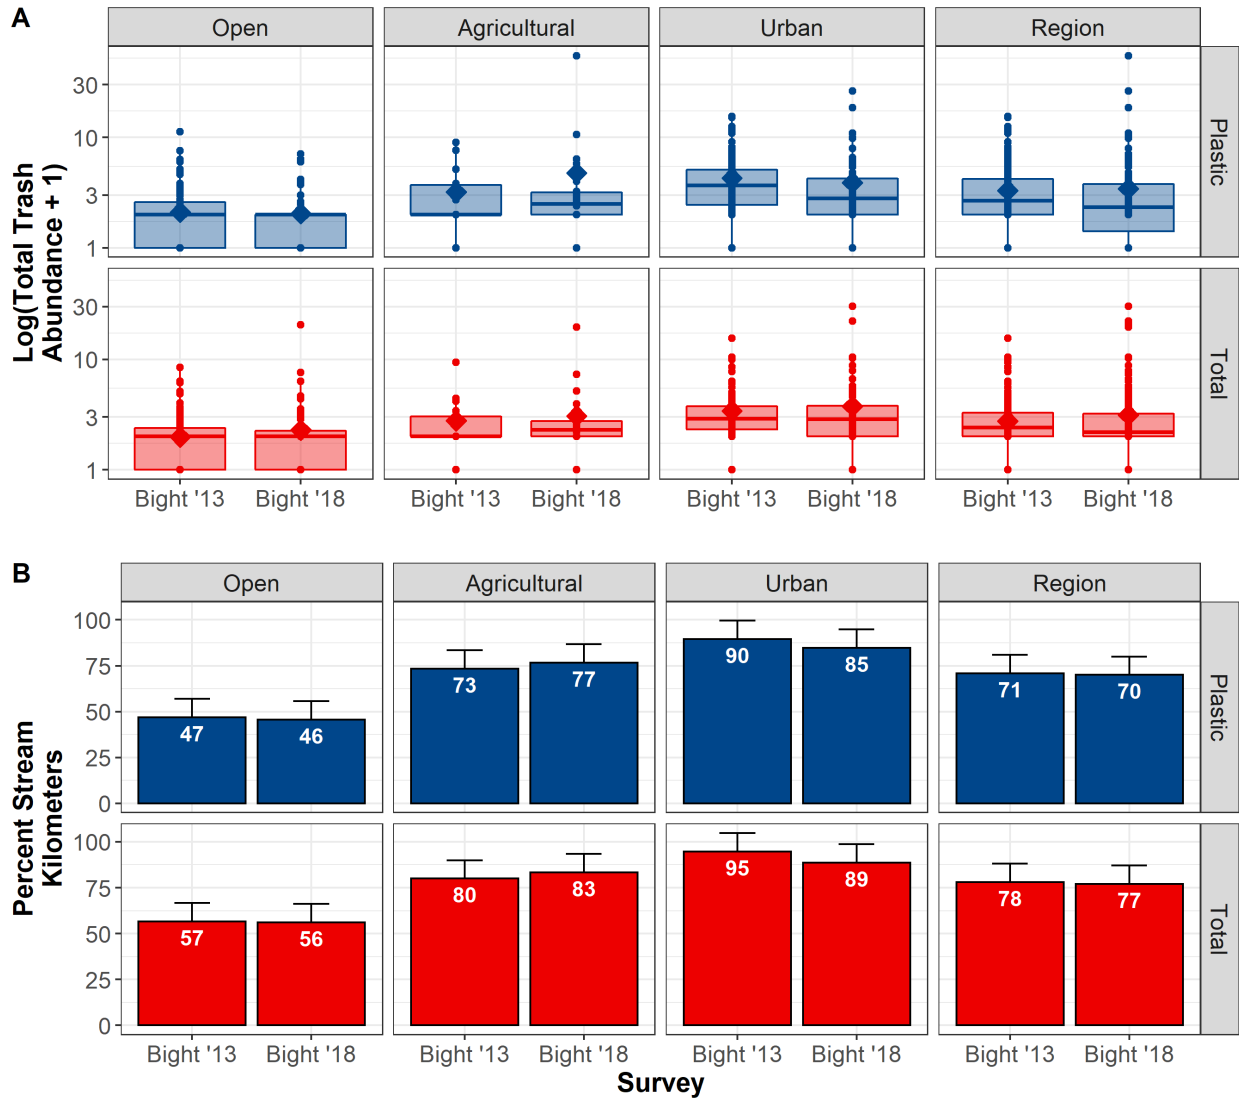 A
Open Agricultural Urban Region
Log(Total Trash
Abundance + 1)
30
10
3
1
Plastic
30
10
3
1
Total
Bight '13 Bight '18 Bight '13 Bight '18 Bight '13 Bight '18 Bight '13 Bight '18
B
Open Agricultural Urban Region
Percent Stream
Kilometers
100
75
50
25
0
47 46 73 77 90 85 71 70
Plastic
100
75
50
25
0
57 56 80 83 95 89 78 77
Total
Bight '13 Bight '18 Bight '13 Bight '18 Bight '13 Bight '18 Bight '13 Bight '18
Survey